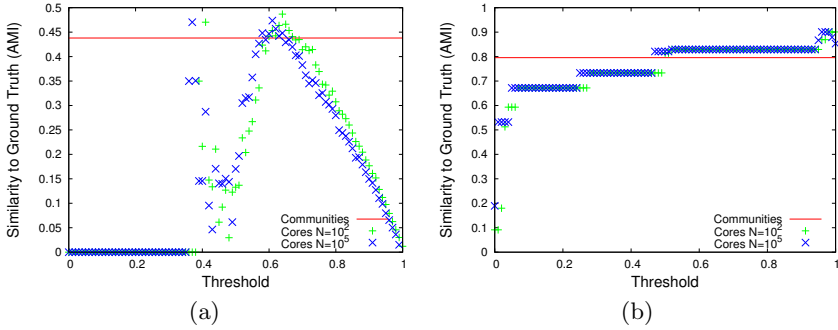 Similarity to Ground Truth (AMI)
0.5
0.45
0.4
0.35
0.3
0.25
0.2
0.15
0.1
0.05
0
0 0.2 0.4 0.6 0.8 1
Threshold
Communities
Cores N=10^2
Cores N=10^5
(a)
Similarity to Ground Truth (AMI)
1
0.9
0.8
0.7
0.6
0.5
0.4
0.3
0.2
0.1
0
0 0.2 0.4 0.6 0.8 1
Threshold
Communities
Cores N=10^2
Cores N=10^5
(b)